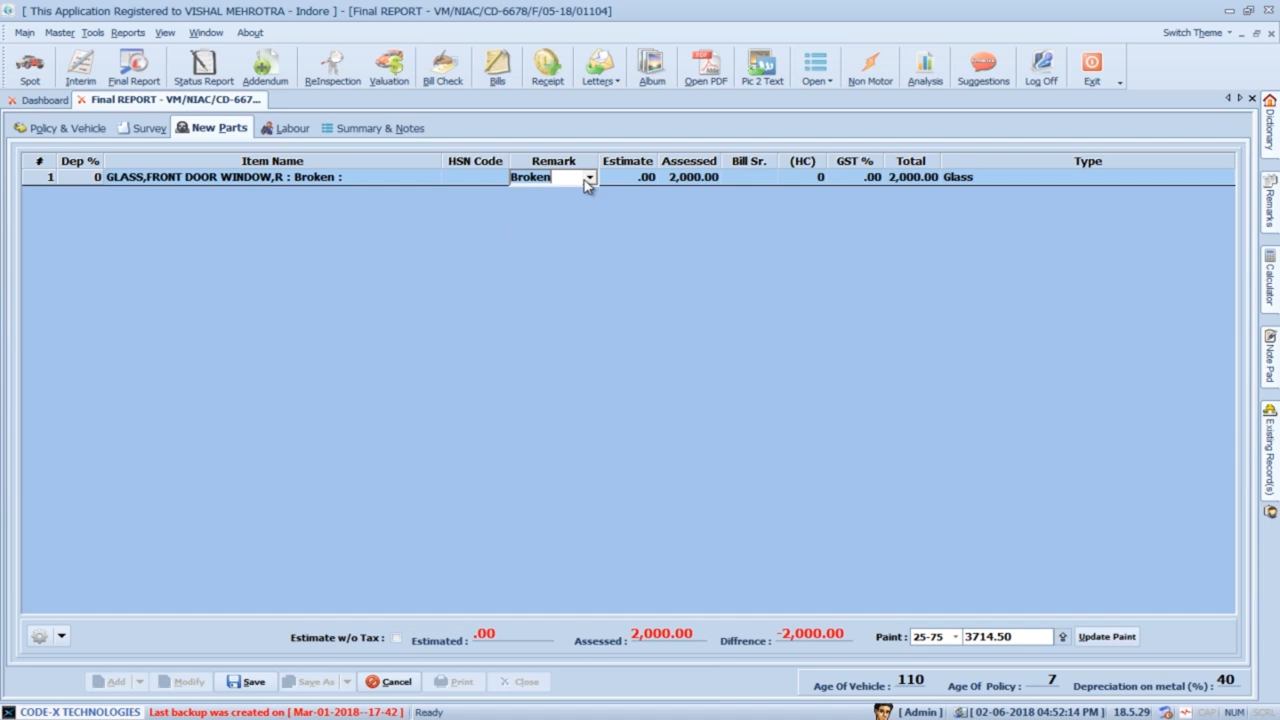 [ This Application Registered to VISHAL MEHROTRA - Indore ] - [Final REPORT - VM/NIAC/CD-6678/F/05-18/01104]
Main Master Tools Reports View Window About Switch Theme
Spot Interim Final Report Status Report Addendum ReInspection Valuation Bill Check Bills Receipt Letters Album Open PDF Pic 2 Text Open Non Motor Analysis Suggestions Log Off Exit
Dashboard Final REPORT - VM/NIAC/CD-667...
Policy & Vehicle Survey New Parts Labour Summary & Notes
# Dep % Item Name HSN Code Remark Estimate Assessed Bill Sr. (HC) GST % Total Type
1 0 GLASS,FRONT DOOR WINDOW,R : Broken : Broken .00 2,000.00 0 .00 2,000.00 Glass
Dictionary
Remarks
Calculator
Note Pad
Existing Record(s)
Estimate w/o Tax : Estimated : .00 Assessed : 2,000.00 Diffrence : -2,000.00 Paint : 25-75 3714.50 Update Paint
Add Modify Save Save As Cancel Print Close Age Of Vehicle : 110 Age Of Policy : 7 Depreciation on metal (%) : 40
CODE-X TECHNOLOGIES Last backup was created on [ Mar-01-2018--17-42 ] Ready [ Admin ] [ 02-06-2018 04:52:14 PM ] 18.5.29 CAP NUM SCRL